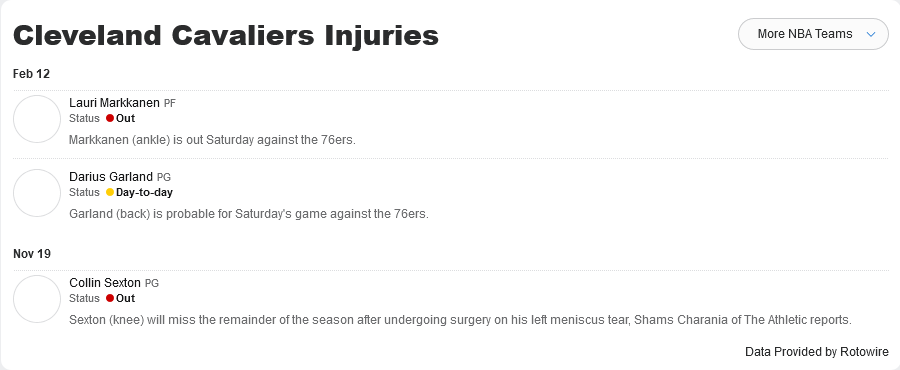 Cleveland Cavaliers Injuries
More NBA Teams
Feb 12
Lauri Markkanen PF
Status Out
Markkanen (ankle) is out Saturday against the 76ers.
Darius Garland PG
Status Day-to-day
Garland (back) is probable for Saturday's game against the 76ers.
Nov 19
Collin Sexton PG
Status Out
Sexton (knee) will miss the remainder of the season after undergoing surgery on his left meniscus tear, Shams Charania of The Athletic reports.
Data Provided by Rotowire